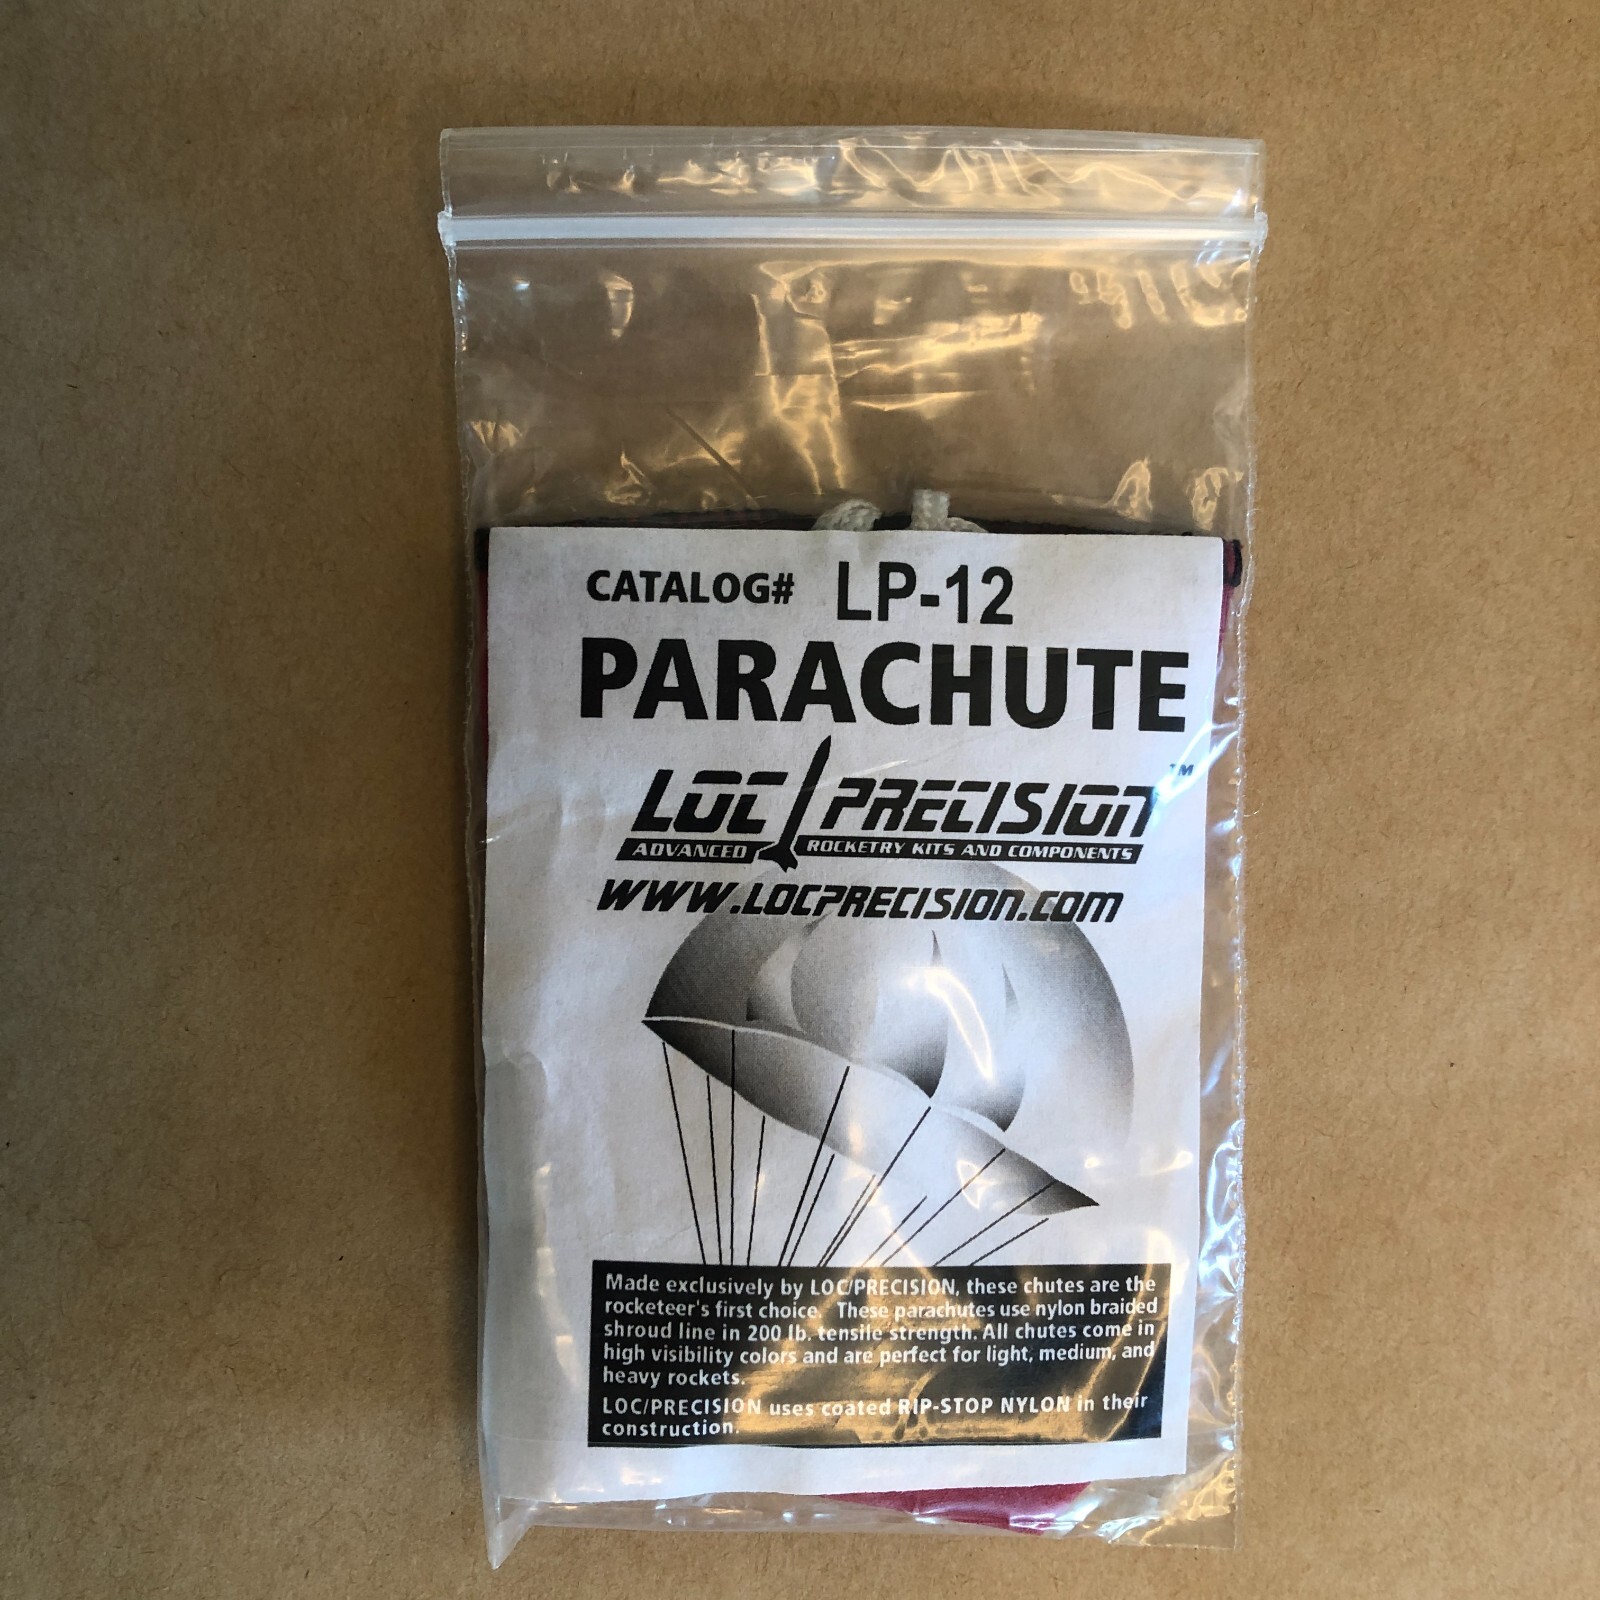 CATALOG# LP-12
PARACHUTE
LOC PRECISION™
ADVANCED ROCKETRY KITS AND COMPONENTS
WWW.LOCPRECISION.COM
Made exclusively by LOC/PRECISION, these chutes are the
rocketeer's first choice. These parachutes use nylon braided
shroud line in 200 lb. tensile strength. All chutes come in
high visibility colors and are perfect for light, medium, and
heavy rockets.
LOC/PRECISION uses coated RIP-STOP NYLON in their
construction.